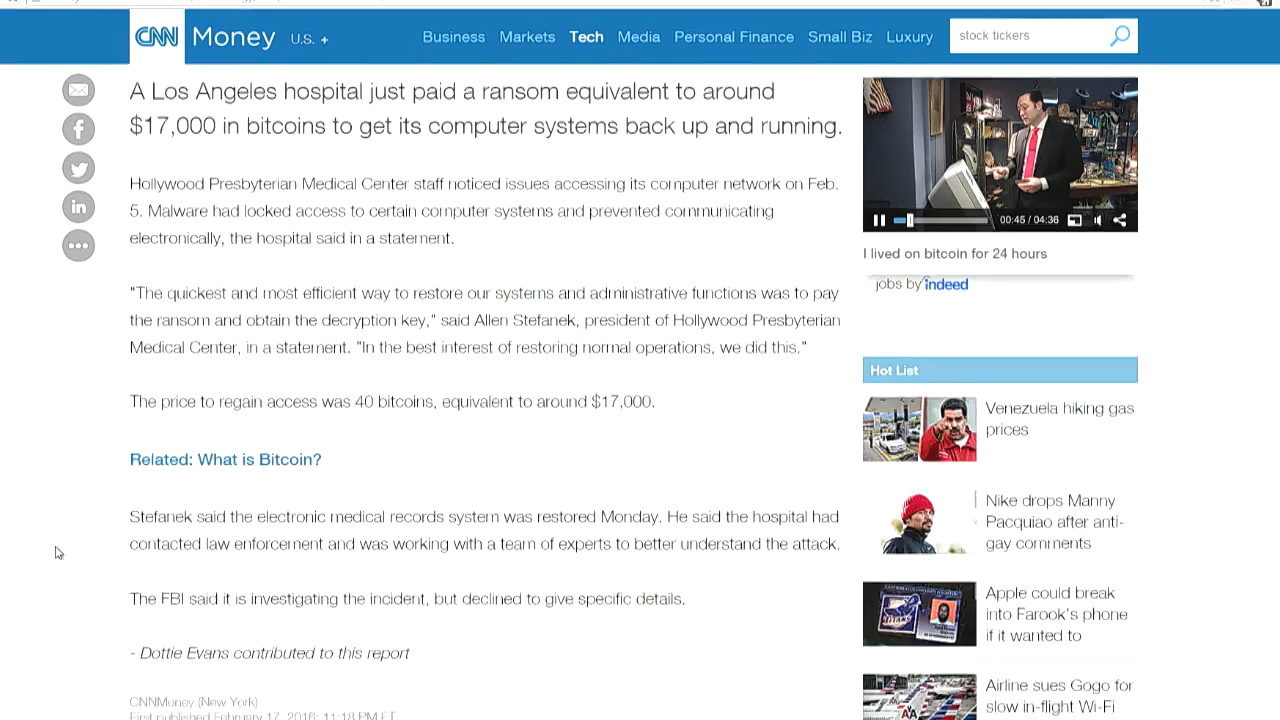 CNN Money U.S. +
Business Markets Tech Media Personal Finance Small Biz Luxury
stock tickers
A Los Angeles hospital just paid a ransom equivalent to around
$17,000 in bitcoins to get its computer systems back up and running.
Hollywood Presbyterian Medical Center staff noticed issues accessing its computer network on Feb.
5. Malware had locked access to certain computer systems and prevented communicating
electronically, the hospital said in a statement.
"The quickest and most efficient way to restore our systems and administrative functions was to pay
the ransom and obtain the decryption key," said Allen Stefanek, president of Hollywood Presbyterian
Medical Center, in a statement. "In the best interest of restoring normal operations, we did this."
The price to regain access was 40 bitcoins, equivalent to around $17,000.
Related: What is Bitcoin?
Stefanek said the electronic medical records system was restored Monday. He said the hospital had
contacted law enforcement and was working with a team of experts to better understand the attack.
The FBI said it is investigating the incident, but declined to give specific details.
- Dottie Evans contributed to this report
CNNMoney (New York)
First published February 17, 2016: 11:18 PM ET
00:45 / 04:36
I lived on bitcoin for 24 hours
jobs by indeed
Hot List
Venezuela hiking gas
prices
Nike drops Manny
Pacquiao after anti-
gay comments
Apple could break
into Farook's phone
if it wanted to
Airline sues Gogo for
slow in-flight Wi-Fi